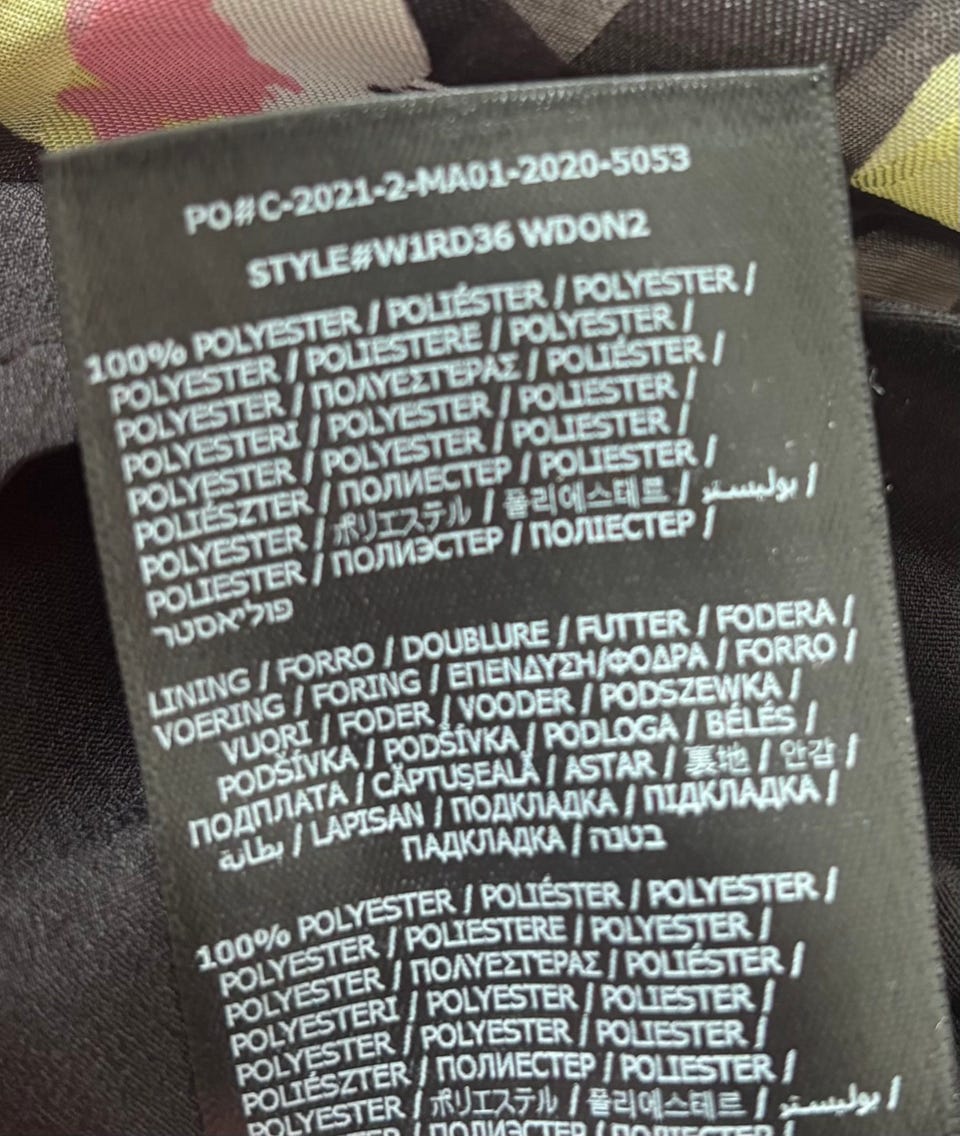 PO#C-2021-2-MA01-2020-5053
STYLE#W1RD36 WDON2
100% POLYESTER / POLIÉSTER / POLYESTER /
POLYESTER / POLIESTERE / POLYESTER /
POLYESTER / ΠΟΛΥΕΣΤΕΡΑΣ / POLIÉSTER /
POLYESTERI / POLYESTER / POLIESTER /
POLYESTER / POLYESTER / POLIESTER /
POLIÉSZTER / ПОЛИЕСТЕР / POLIESTER /
POLYESTER / ポリエステル / 폴리에스테르 / بوليستر /
POLIESTER / ПОЛИЭСТЕР / ПОЛІЕСТЕР /
פוליאסטר
LINING / FORRO / DOUBLURE / FUTTER / FODERA /
VOERING / FORING / ΕΠΕΝΔΥΣΗ/ΦΟΔΡΑ / FORRO /
VUORI / FODER / VOODER / PODSZEWKA /
PODŠÍVKA / PODŠÍVKA / PODLOGA / BÉLÉS /
ПОДПЛАТА / CĂPTUȘEALĂ / ASTAR / 裏地 / 안감 /
بطانة / LAPISAN / ПОДКЛАДКА / ПІДКЛАДКА /
ПАДКЛАДКА / בטנה
100% POLYESTER / POLIÉSTER / POLYESTER /
POLYESTER / POLIESTERE / POLYESTER /
POLYESTER / ΠΟΛΥΕΣΤΕΡΑΣ / POLIÉSTER /
POLYESTERI / POLYESTER / POLIESTER /
POLYESTER / POLYESTER / POLIESTER /
POLIÉSZTER / ПОЛИЕСТЕР / POLIESTER /
POLYESTER / ポリエステル / 폴리에스테르 / بوليستر /
POLIESTER / ПОЛИЭСТЕР / ПОЛІЕСТЕР /